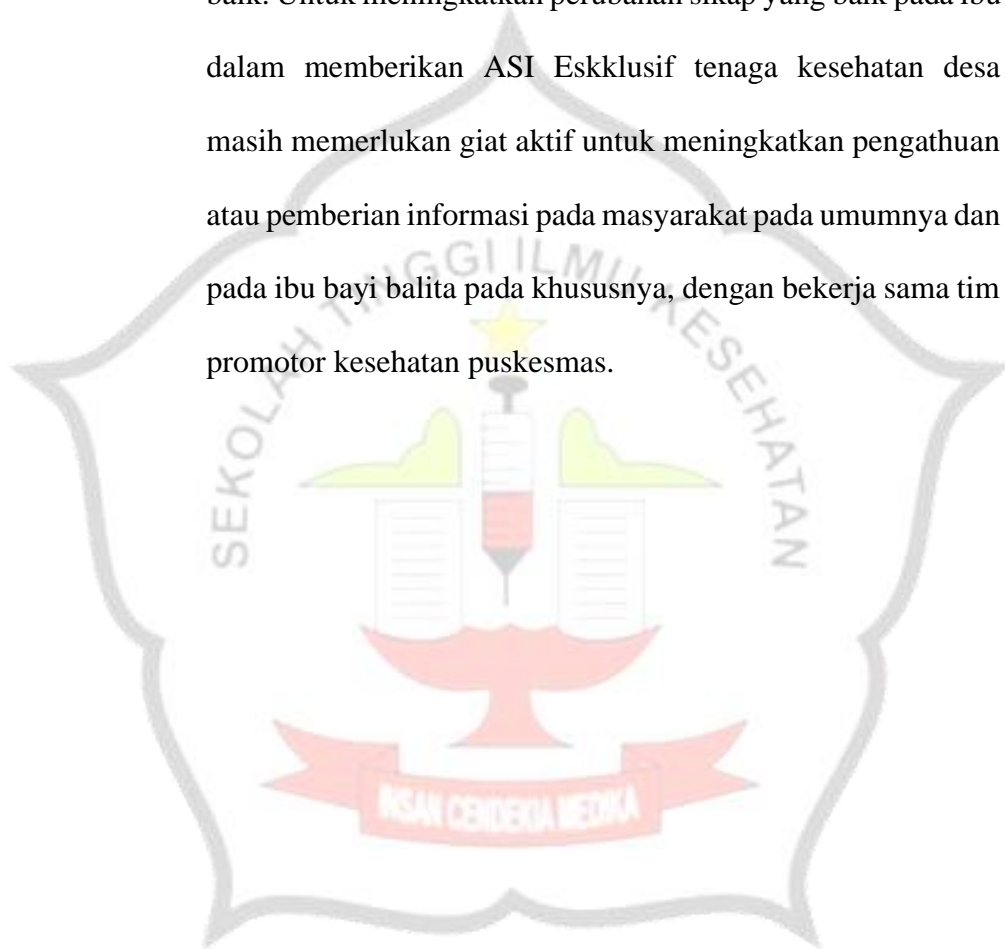 baik. Untuk meningkatkan perubahan sikap yang baik pada ibu
dalam memberikan ASI Eskklusif tenaga kesehatan desa
masih memerlukan giat aktif untuk meningkatkan pengathuan
atau pemberian informasi pada masyarakat pada umumnya dan
pada ibu bayi balita pada khususnya, dengan bekerja sama tim
promotor kesehatan puskesmas.
SEKOLAH TINGGI ILMU KESEHATAN
INSAN CENDEKIA MEDIKA